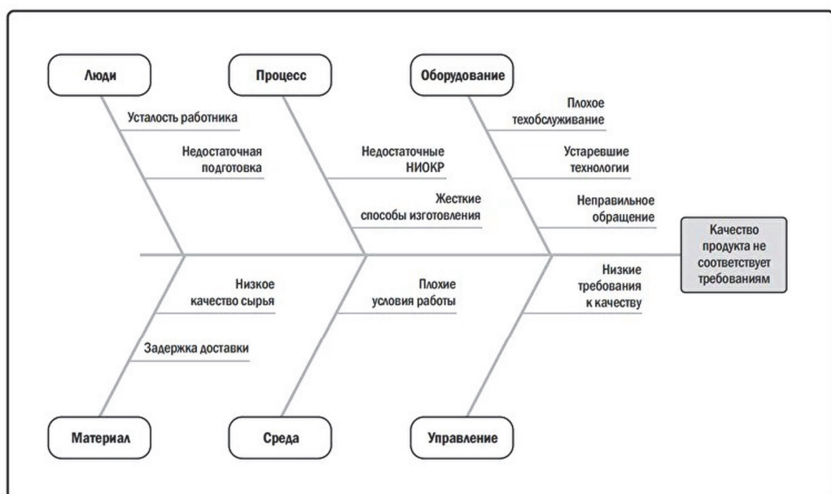 Люди
Процесс
Оборудование
Усталость работника
Недостаточная
подготовка
Недостаточные
НИОКР
Жесткие
способы изготовления
Плохое
техобслуживание
Устаревшие
технологии
Неправильное
обращение
Качество
продукта не
соответствует
требованиям
Низкое
качество сырья
Задержка доставки
Плохие
условия работы
Низкие
требования
к качеству
Материал
Среда
Управление